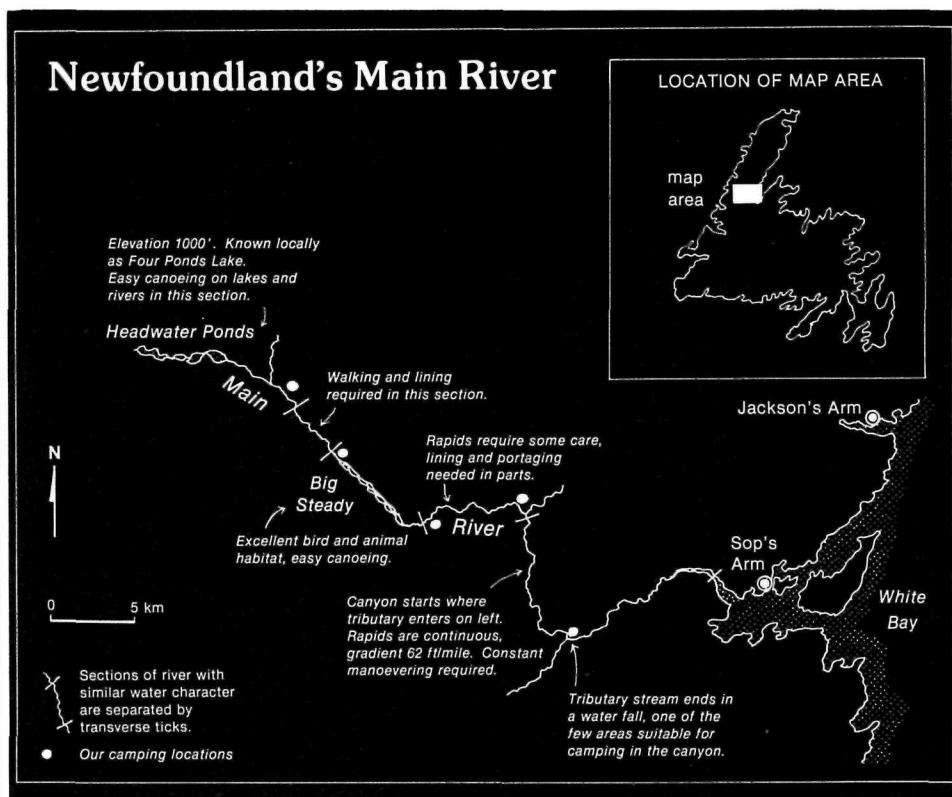 Newfoundland's Main River
LOCATION OF MAP AREA
map
area
Elevation 1000'. Known locally
as Four Ponds Lake.
Easy canoeing on lakes and
rivers in this section.
Headwater Ponds
Main
Walking and lining
required in this section.
Jackson's Arm
Rapids require some care,
lining and portaging
needed in parts.
N
Big
Steady
River
Excellent bird and animal
habitat, easy canoeing.
Sop's
Arm
White
Bay
0 5 km
Canyon starts where
tributary enters on left.
Rapids are continuous,
gradient 62 ft/mile. Constant
manoevering required.
Sections of river with
similar water character
are separated by
transverse ticks.
Tributary stream ends in
a water fall, one of the
few areas suitable for
camping in the canyon.
Our camping locations